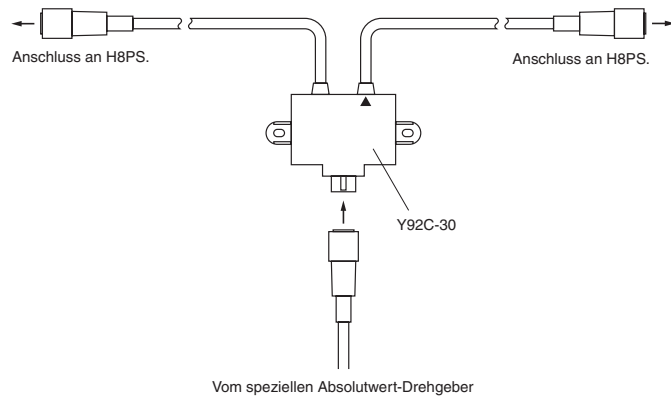 Anschluss an H8PS.
Anschluss an H8PS.
Y92C-30
Vom speziellen Absolutwert-Drehgeber